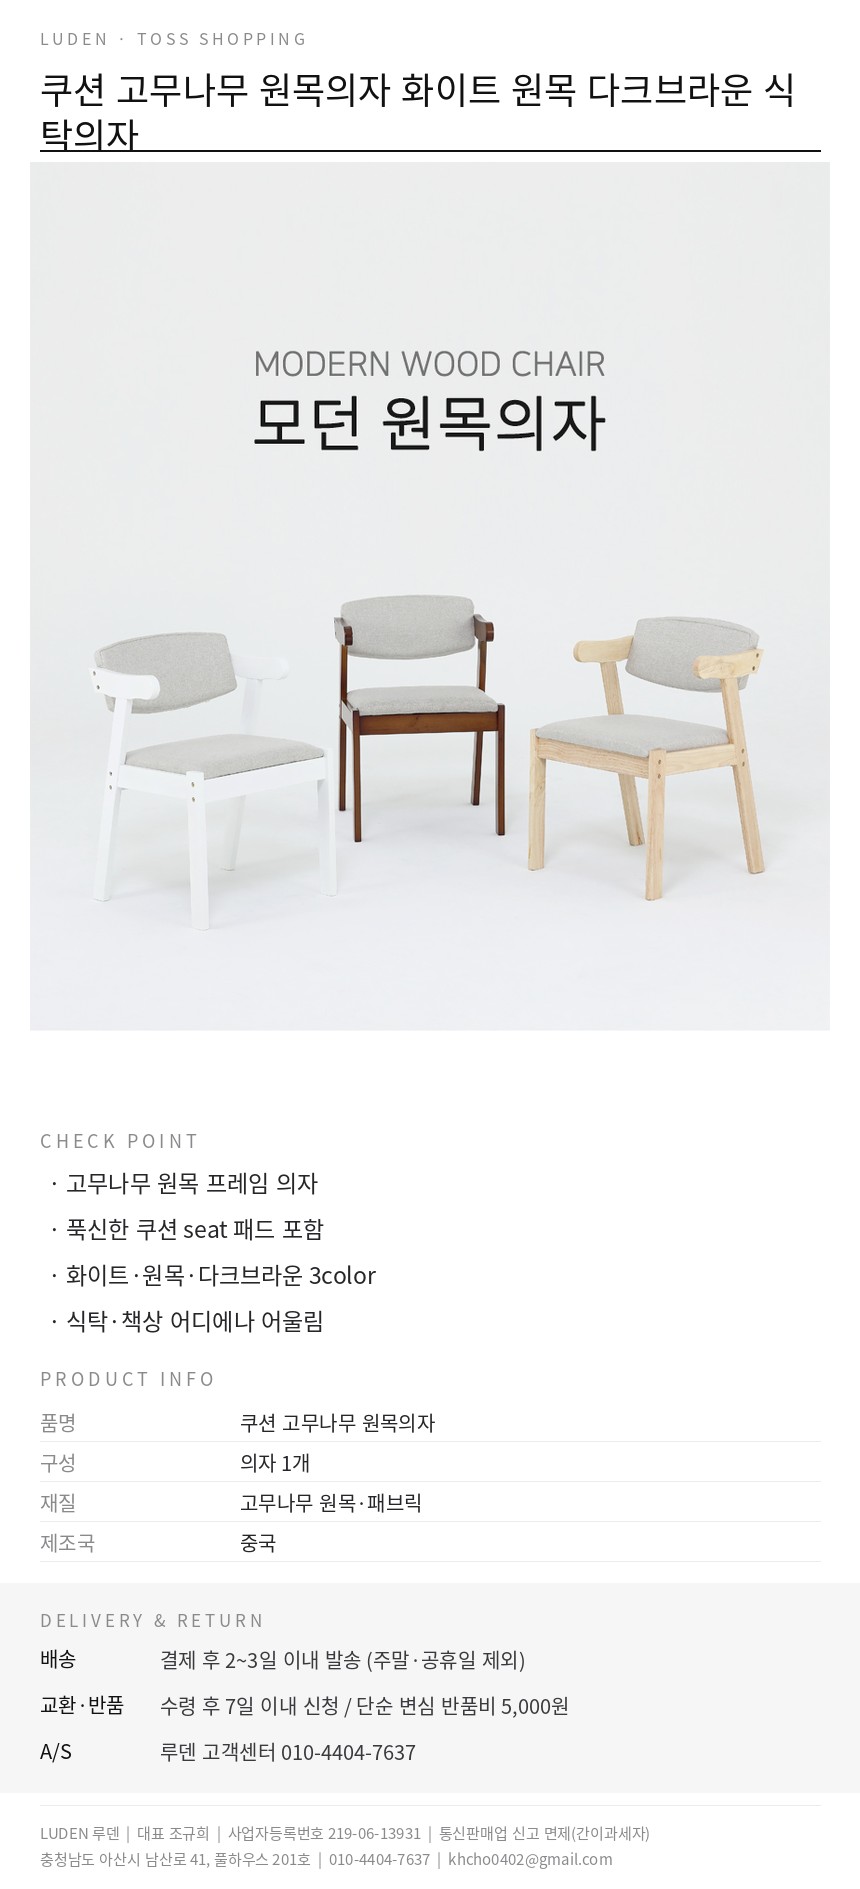 LUDEN · TOSS SHOPPING
쿠션 고무나무 원목의자 화이트 원목 다크브라운 식
탁의자
MODERN WOOD CHAIR
모던 원목의자
CHECK POINT
· 고무나무 원목 프레임 의자
· 푹신한 쿠션 seat 패드 포함
· 화이트·원목·다크브라운 3color
· 식탁·책상 어디에나 어울림
PRODUCT INFO
품명 쿠션 고무나무 원목의자
구성 의자 1개
재질 고무나무 원목·패브릭
제조국 중국
DELIVERY & RETURN
배송 결제 후 2~3일 이내 발송 (주말·공휴일 제외)
교환·반품 수령 후 7일 이내 신청 / 단순 변심 반품비 5,000원
A/S 루덴 고객센터 010-4404-7637
LUDEN 루덴 | 대표 조규희 | 사업자등록번호 219-06-13931 | 통신판매업 신고 면제(간이과세자)
충청남도 아산시 남산로 41, 풀하우스 201호 | 010-4404-7637 | khcho0402@gmail.com